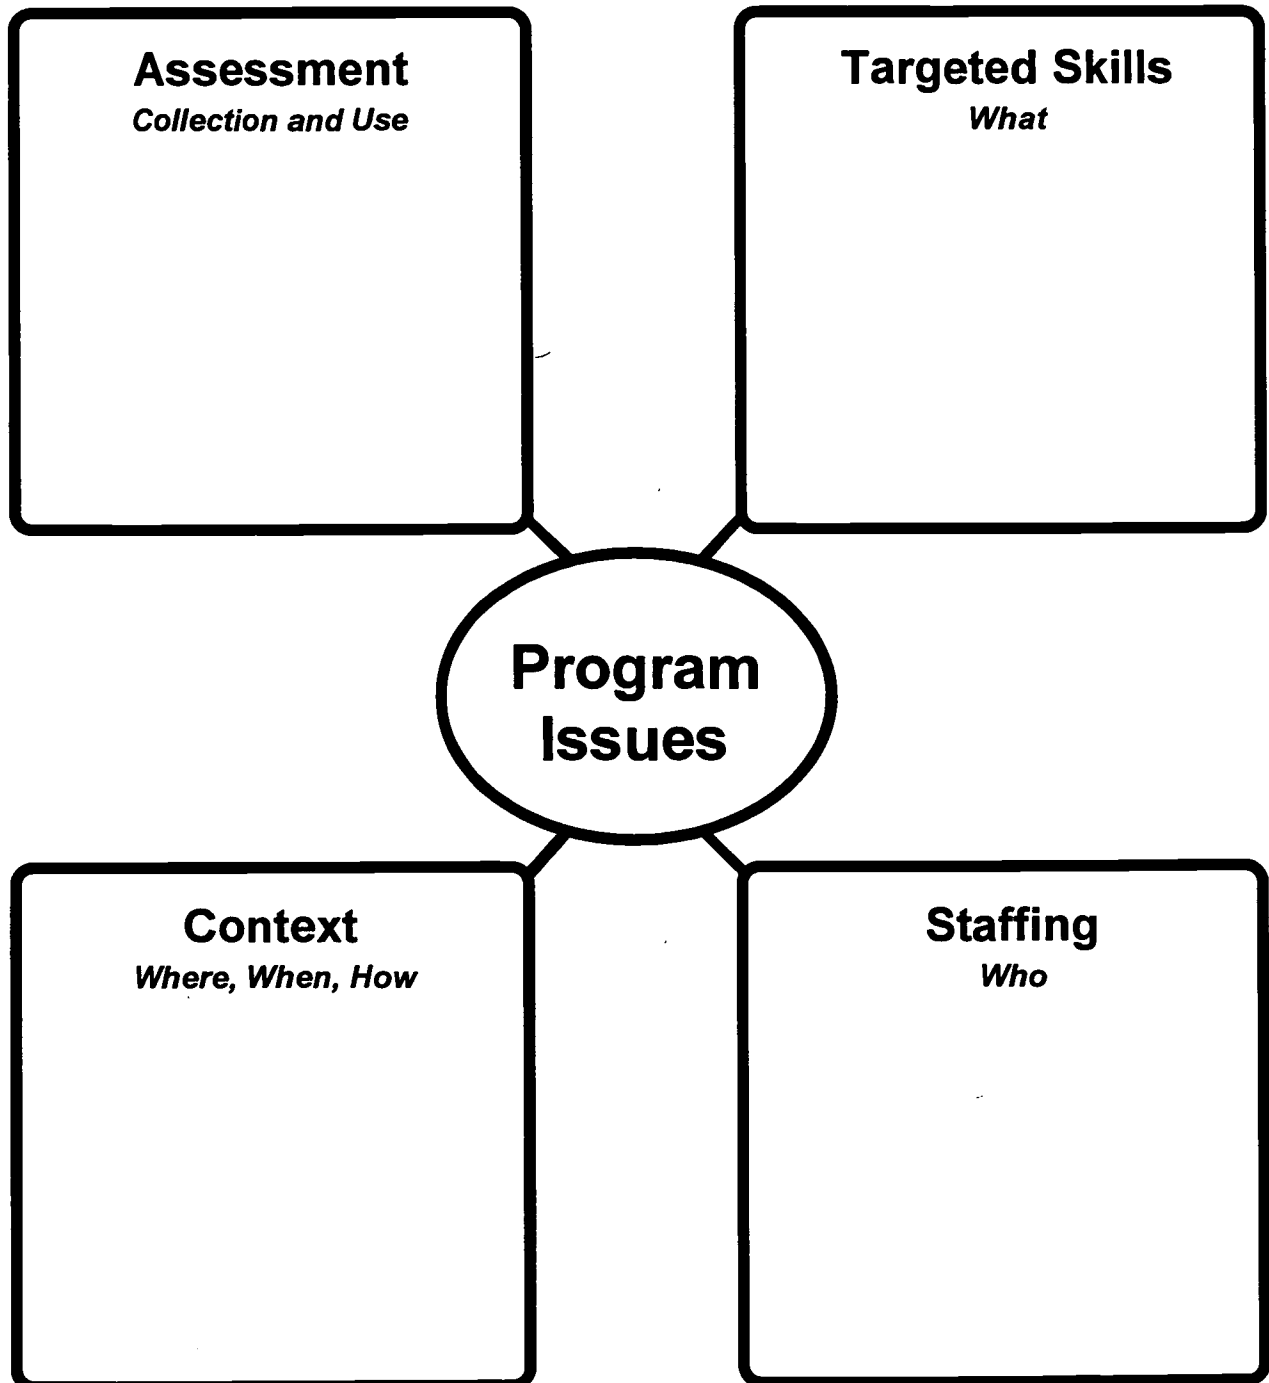 Assessment
Collection and Use
Targeted Skills
What
Program
Issues
Context
Where, When, How
Staffing
Who